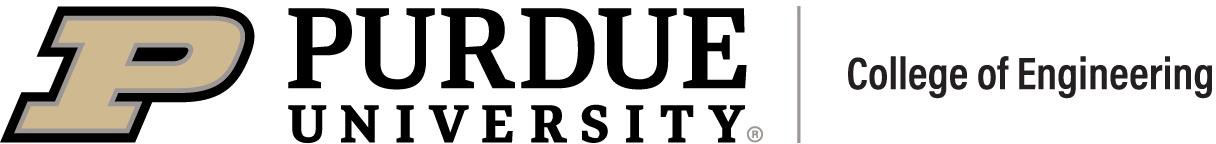 P
PURDUE
UNIVERSITY®
College of Engineering